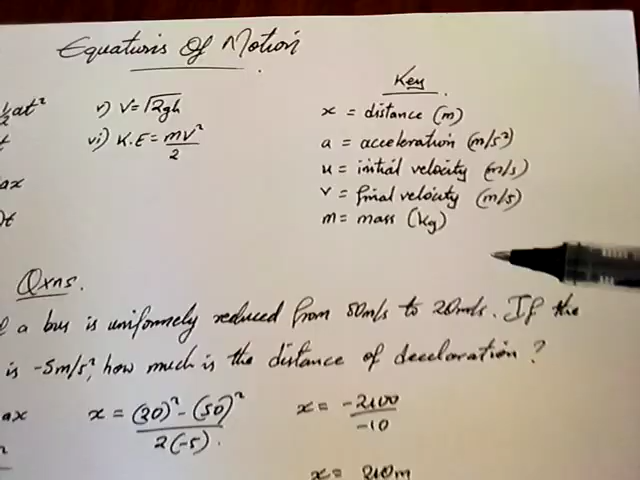 Equations Of Motion
Key
½at² v) V=√2gh x = distance (m)
t vi) K.E = mv²/2 a = acceleration (m/s²)
u = initial velocity (m/s)
ax v = final velocity (m/s)
t m = mass (kg)
Qxns.
a bus is uniformely reduced from 50m/s to 20m/s. If the
is -5m/s², how much is the distance of deceleration ?
ax x = (20)² - (50)² / 2(-5). x = -2100 / -10
x = 210m